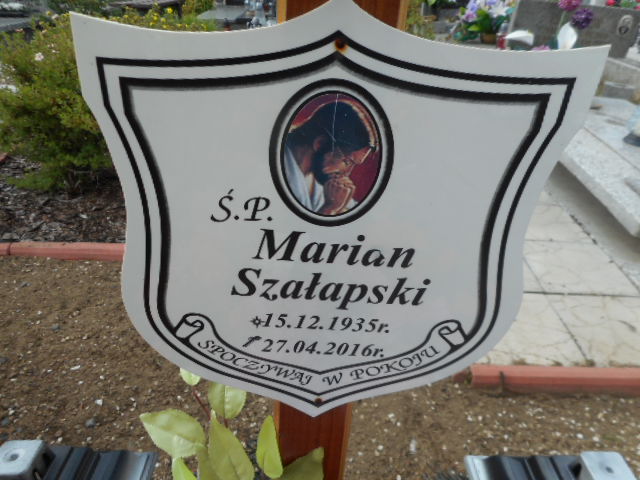 Ś.P.
Marian
Szałapski
15.12.1935r.
27.04.2016r.
SPOCZYWAJ W POKOJU